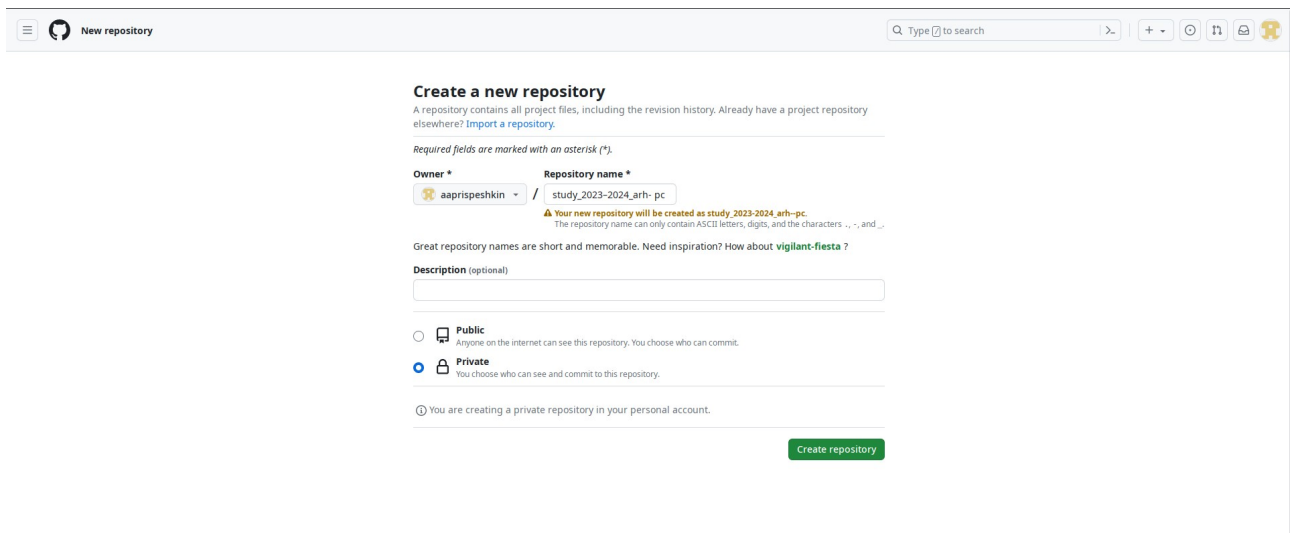 New repository
Type / to search
Create a new repository
A repository contains all project files, including the revision history. Already have a project repository
elsewhere? Import a repository.
Required fields are marked with an asterisk (*).
Owner *
Repository name *
aaprispeshkin
/
study_2023–2024_arh- pc
Your new repository will be created as study_2023-2024_arh--pc.
The repository name can only contain ASCII letters, digits, and the characters ., -, and _.
Great repository names are short and memorable. Need inspiration? How about vigilant-fiesta ?
Description (optional)
Public
Anyone on the internet can see this repository. You choose who can commit.
Private
You choose who can see and commit to this repository.
You are creating a private repository in your personal account.
Create repository